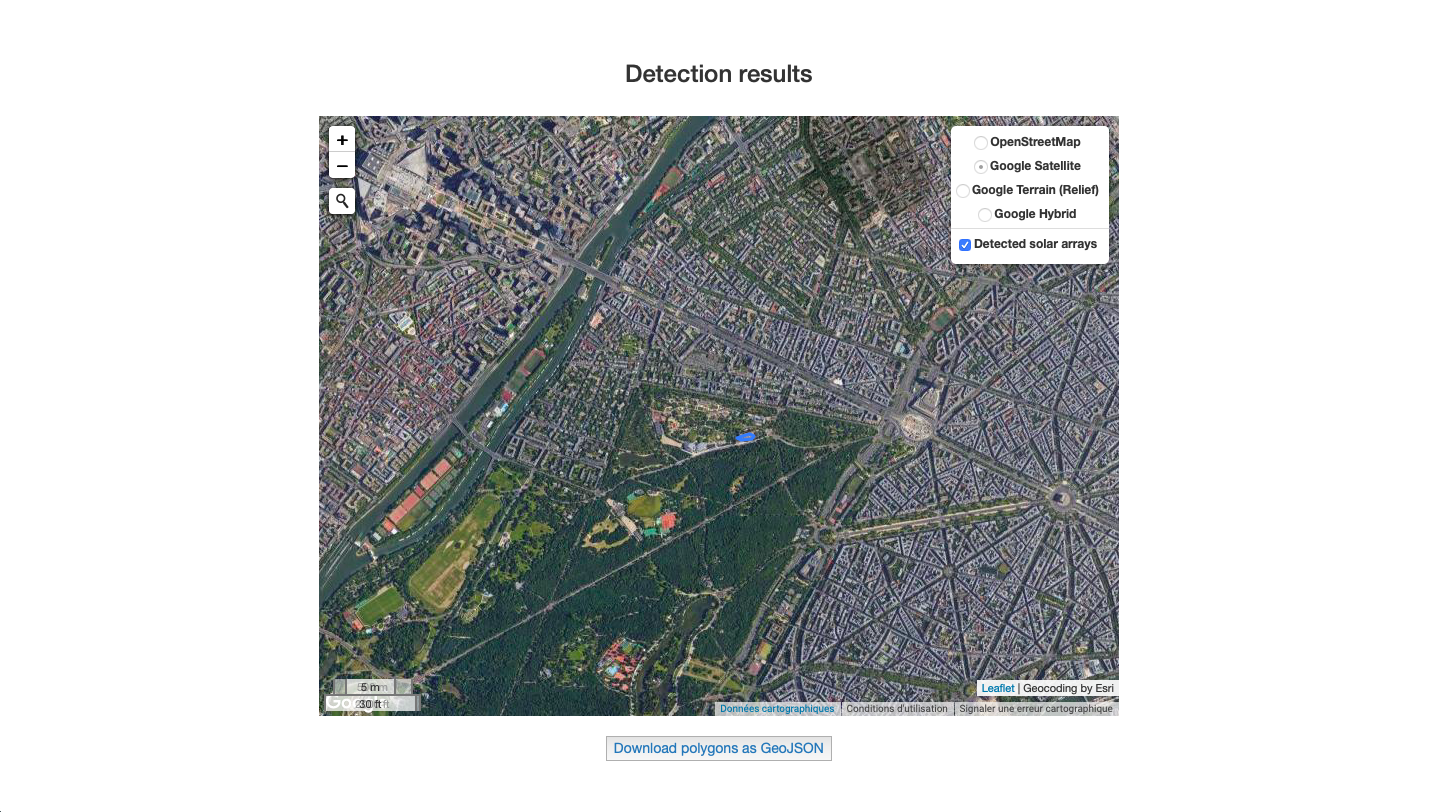 Detection results
+
−
OpenStreetMap
Google Satellite
Google Terrain (Relief)
Google Hybrid
Detected solar arrays
5 m
30 ft
Leaflet | Geocoding by Esri
Données cartographiques
Conditions d'utilisation
Signaler une erreur cartographique
Download polygons as GeoJSON